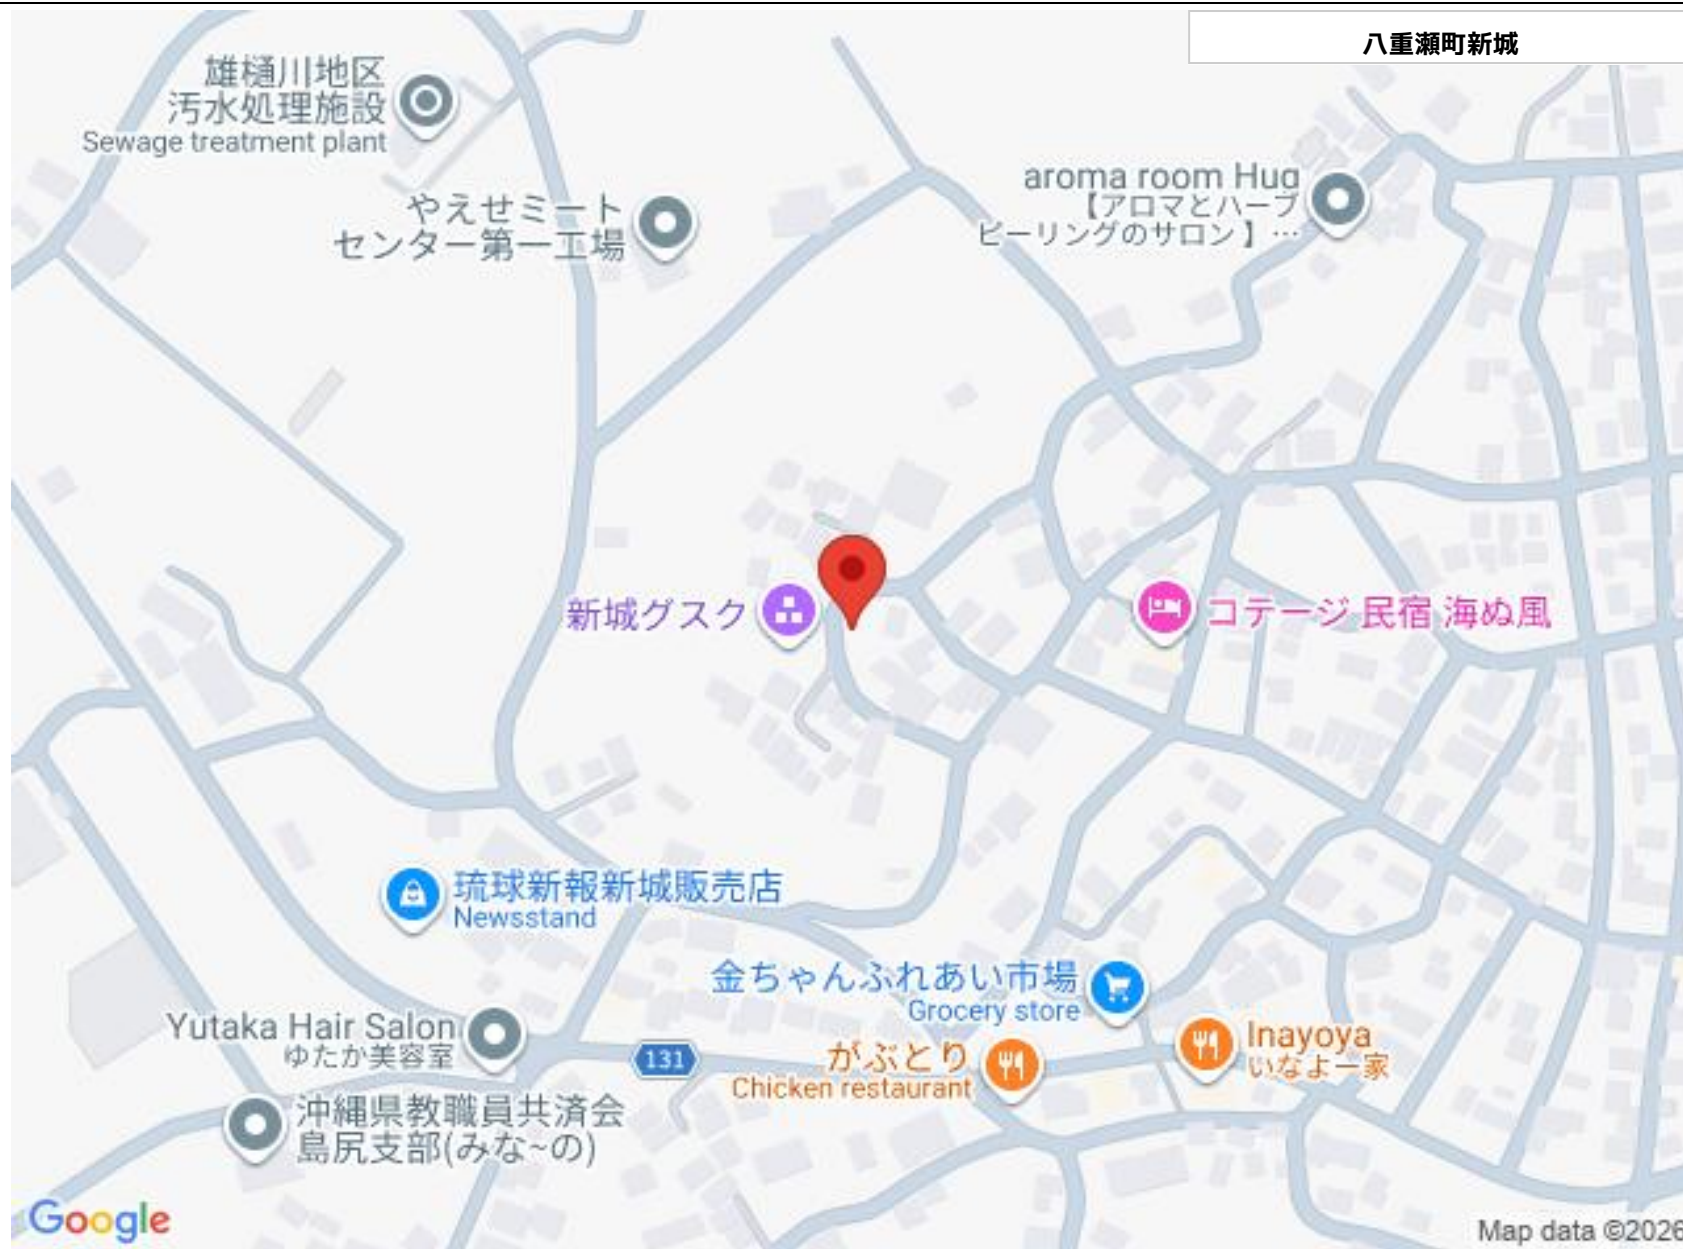 八重瀬町新城
雄樋川地区
汚水処理施設
Sewage treatment plant
やえせミート
センター第一工場
aroma room Hug
【アロマとハーブ
ピーリングのサロン】…
新城グスク
コテージ 民宿 海ぬ風
琉球新報新城販売店
Newsstand
金ちゃんふれあい市場
Grocery store
Yutaka Hair Salon
ゆたか美容室
131
がぶとり
Chicken restaurant
Inayoya
いなよー家
沖縄県教職員共済会
島尻支部(みな~の)
Google
Map data ©2026